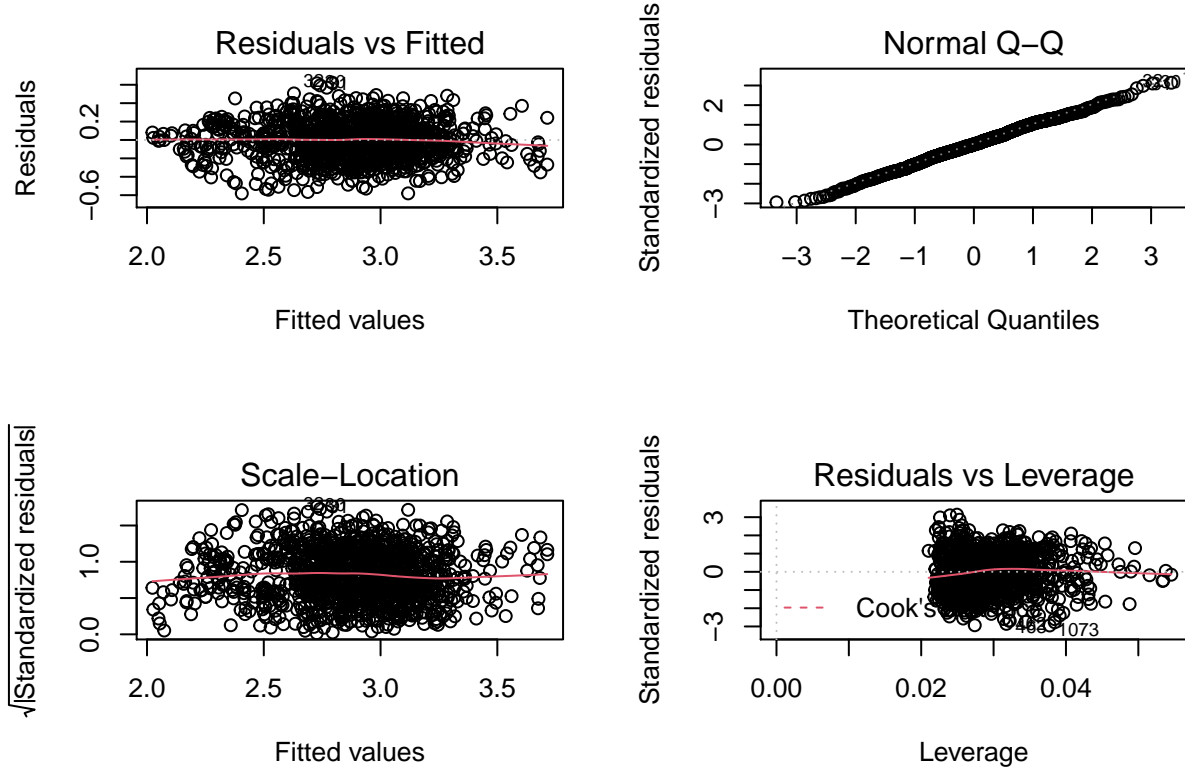 Residuals vs Fitted
Residuals
0.2
−0.6
2.0 2.5 3.0 3.5
Fitted values
Normal Q−Q
Standardized residuals
2
0
−3
−3 −2 −1 0 1 2 3
Theoretical Quantiles
Scale−Location
√|Standardized residuals|
1.0
0.0
2.0 2.5 3.0 3.5
Fitted values
Residuals vs Leverage
Standardized residuals
3
0
−3
Cook's
1073
0.00 0.02 0.04
Leverage